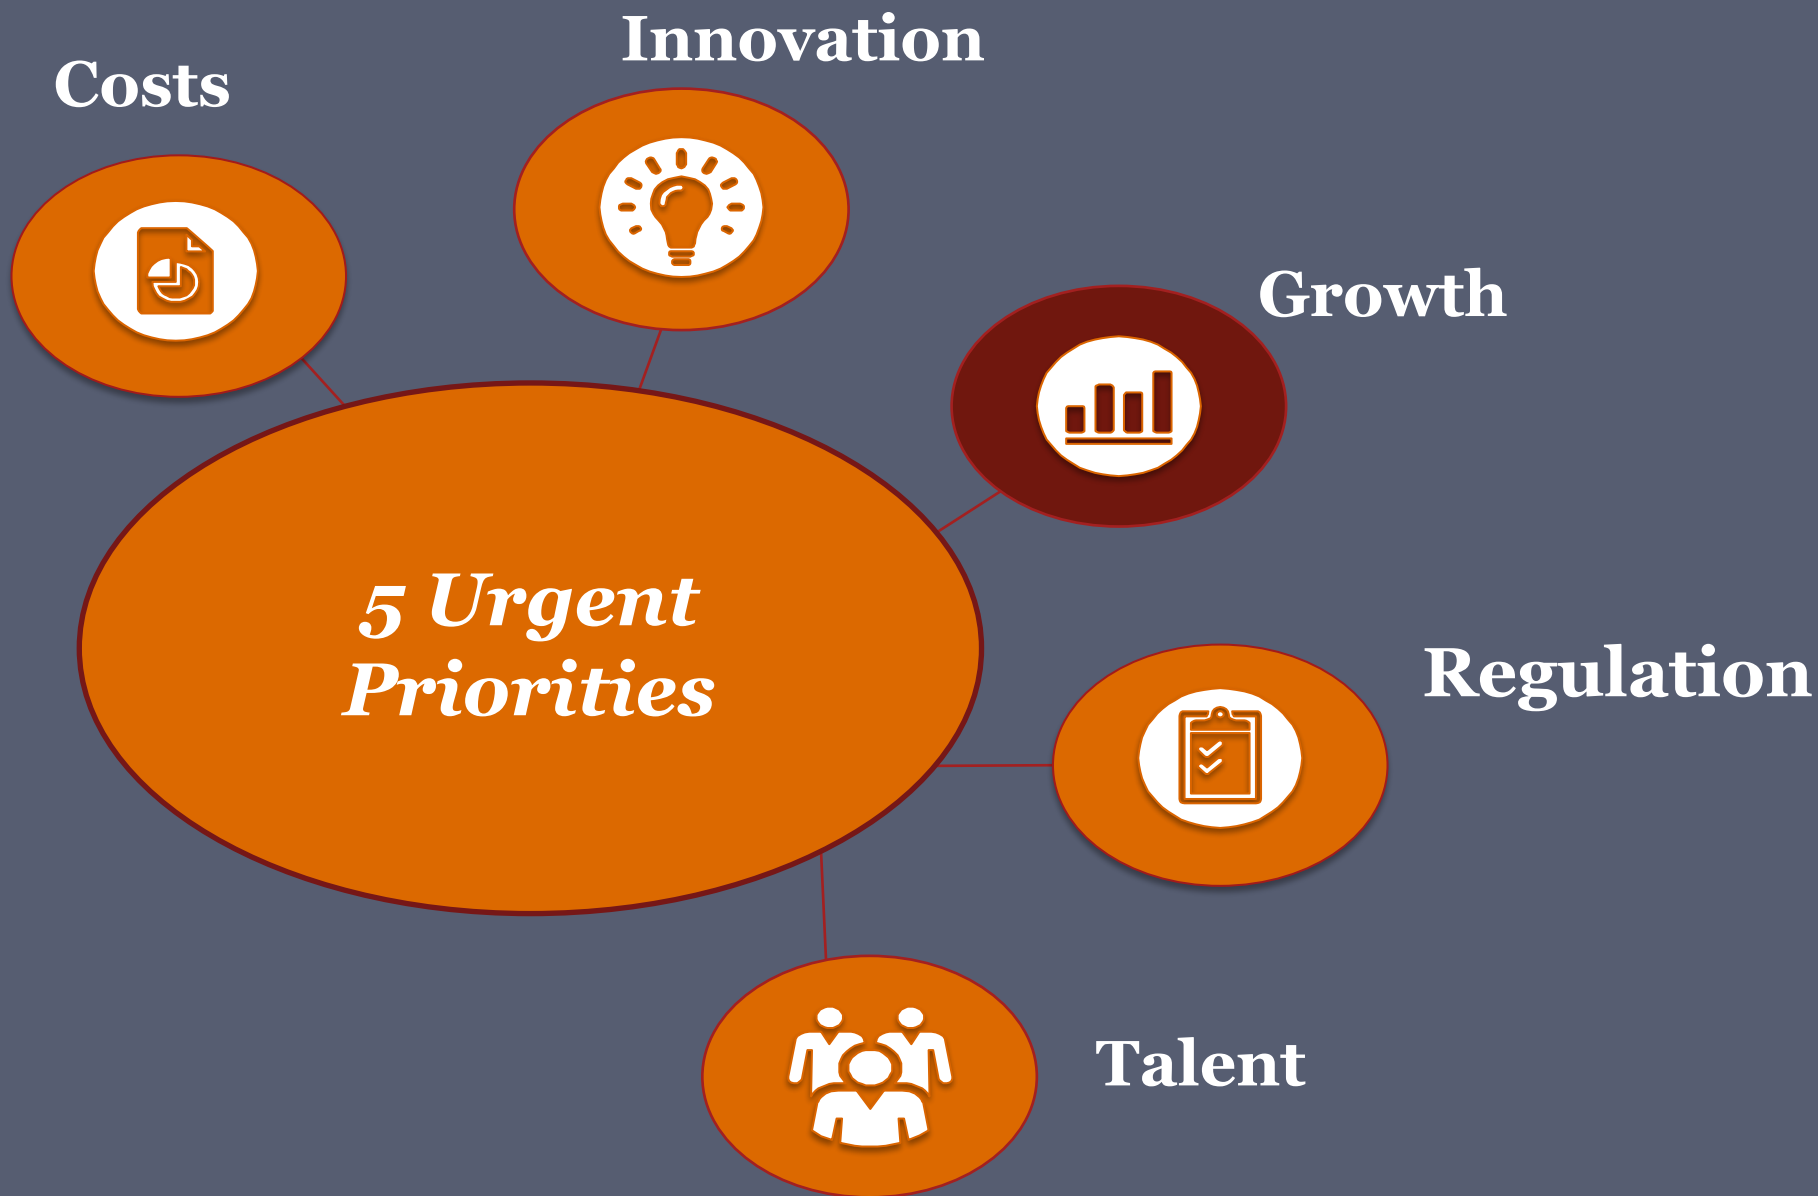 Innovation
Costs
Growth
5 Urgent
Priorities
Regulation
Talent